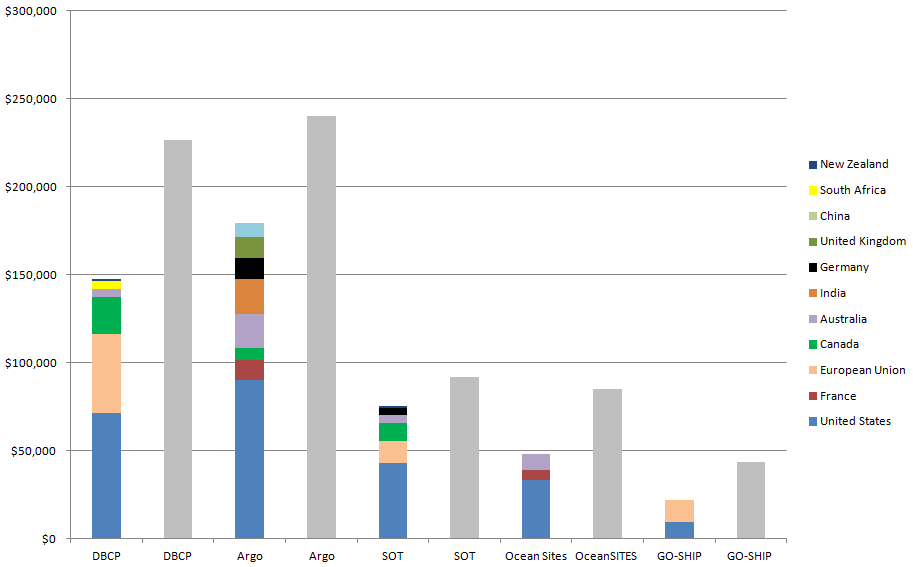 $300,000
$250,000
$200,000
$150,000
$100,000
$50,000
$0
DBCP DBCP Argo Argo SOT SOT Ocean Sites OceanSITES GO-SHIP GO-SHIP
New Zealand
South Africa
China
United Kingdom
Germany
India
Australia
Canada
European Union
France
United States